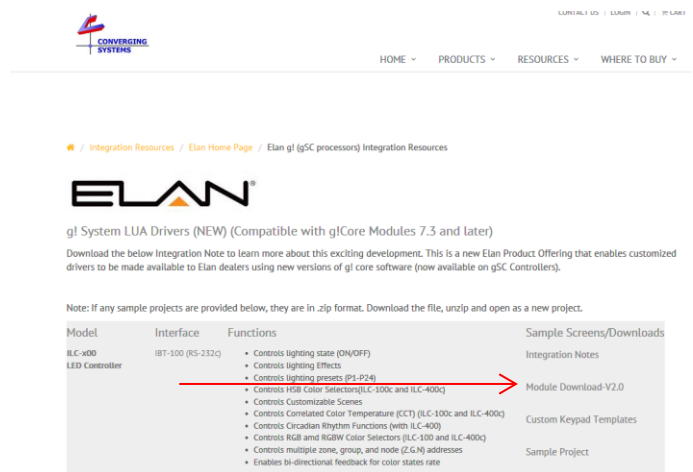 CONTACT US | LOGIN | | CART
CONVERGING
SYSTEMS
HOME PRODUCTS RESOURCES WHERE TO BUY
/ Integration Resources / Elan Home Page / Elan g! (gSC processors) Integration Resources
ELAN®
g! System LUA Drivers (NEW) (Compatible with g!Core Modules 7.3 and later)
Download the below Integration Note to learn more about this exciting development. This is a new Elan Product Offering that enables customized
drivers to be made available to Elan dealers using new versions of g! core software (now available on gSC Controllers).
Note: If any sample projects are provided below, they are in .zip format. Download the file, unzip and open as a new project.
Model Interface Functions Sample Screens/Downloads
ILC-x00 IBT-100 (RS-232c) • Controls lighting state (ON/OFF) Integration Notes
LED Controller • Controls lighting Effects
• Controls lighting presets (P1-P24)
• Controls HSB Color Selectors(ILC-100c and ILC-400c) Module Download-V2.0
• Controls Customizable Scenes
• Controls Correlated Color Temperature (CCT) (ILC-100c and ILC-400c) Custom Keypad Templates
• Controls Circadian Rhythm Functions (with ILC-400)
• Controls RGB amd RGBW Color Selectors (ILC-100 and ILC-400c)
• Controls multiple zone, group, and node (Z.G.N) addresses Sample Project
• Enables bi-directional feedback for color states rate